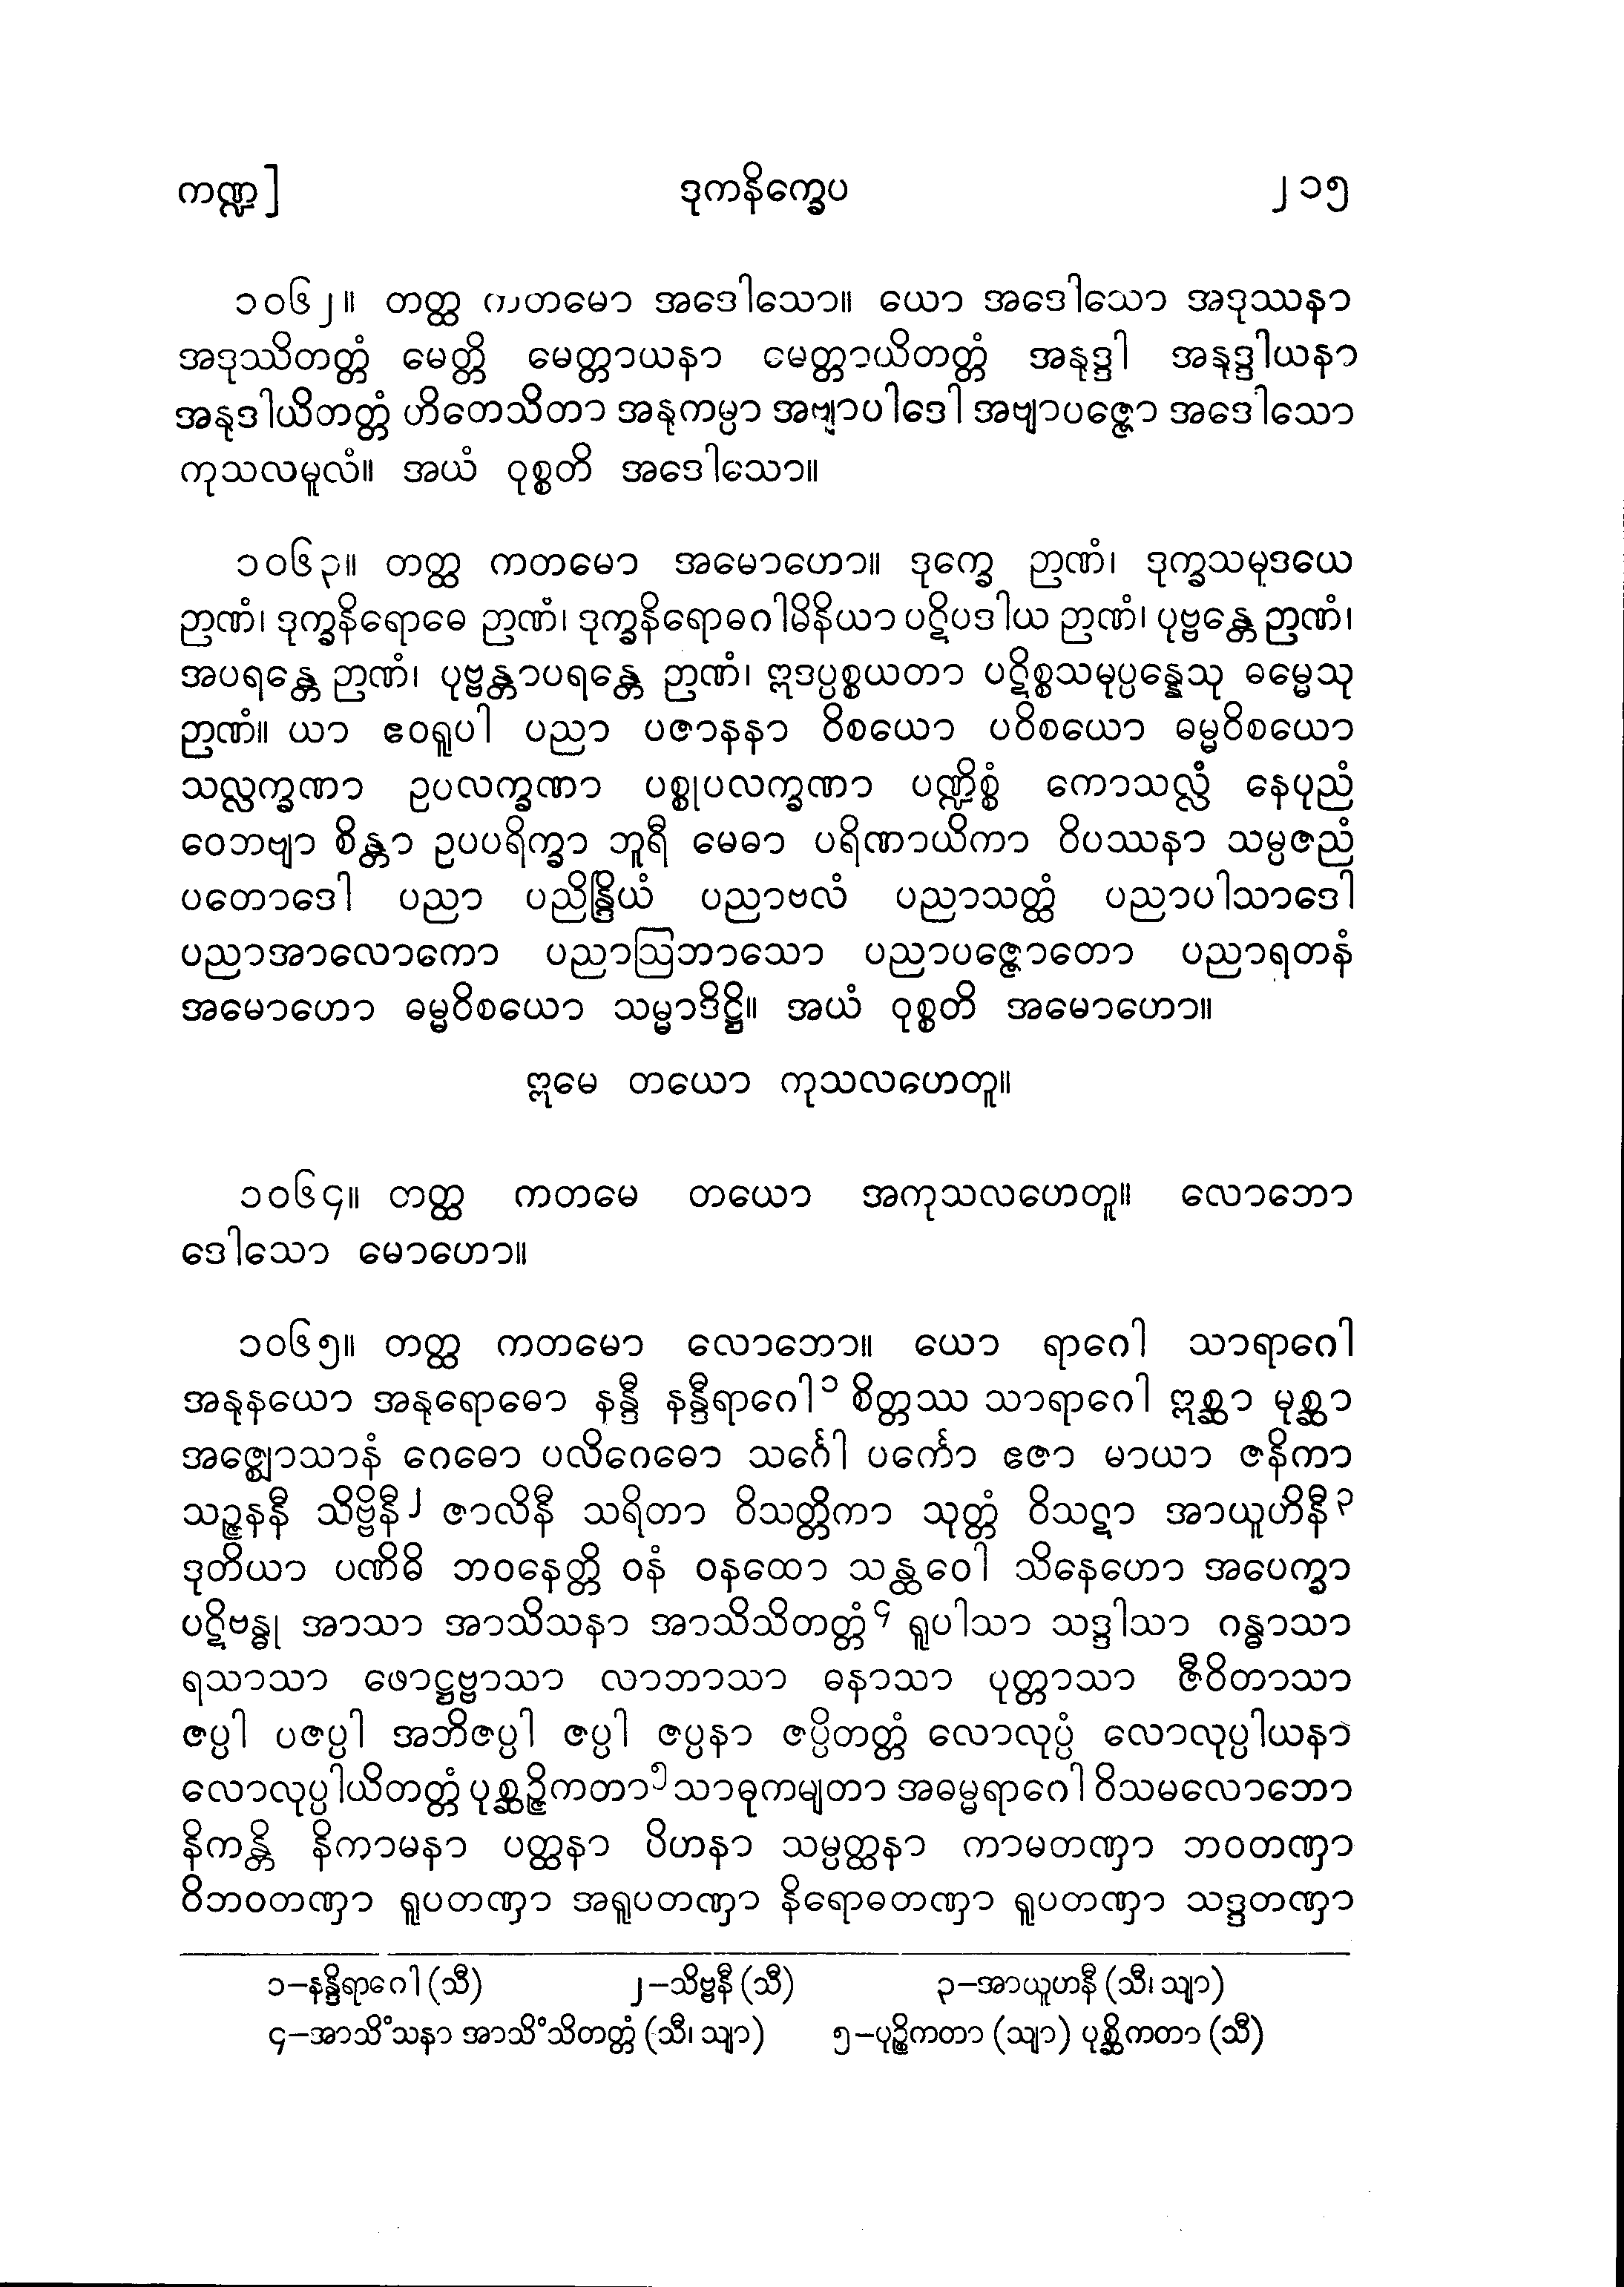 ကဏ္ဍ] ဒုကနိက္ခေပ ၂၁၅
၁၀၆၂။ တတ္ထ ကတမော အဒေါသော။ ယော အဒေါသော အဒုဿနာ
အဒုဿိတတ္တံ မေတ္တိ မေတ္တာယနာ မေတ္တာယိတတ္တံ အနုဒ္ဒါ အနုဒ္ဒါယနာ
အနုဒါယိတတ္တံ ဟိတေသိတာ အနုကမ္ပာ အဗျာပါဒေါ အဗျာပဇ္ဇော အဒေါသော
ကုသလမူလံ။ အယံ ဝုစ္စတိ အဒေါသော။
၁၀၆၃။ တတ္ထ ကတမော အမောဟော။ ဒုက္ခေ ဉာဏံ၊ ဒုက္ခသမုဒယေ
ဉာဏံ၊ ဒုက္ခနိရောဓေ ဉာဏံ၊ ဒုက္ခနိရောဓဂါမိနိယာ ပဋိပဒါယ ဉာဏံ၊ ပုဗ္ဗန္တေ ဉာဏံ၊
အပရန္တေ ဉာဏံ၊ ပုဗ္ဗန္တာပရန္တေ ဉာဏံ၊ ဣဒပ္ပစ္စယတာ ပဋိစ္စသမုပ္ပန္နေသု ဓမ္မေသု
ဉာဏံ။ ယာ ဧဝရူပါ ပညာ ပဇာနနာ ဝိစယော ပဝိစယော ဓမ္မဝိစယော
သလ္လက္ခဏာ ဥပလက္ခဏာ ပစ္စုပလက္ခဏာ ပဏ္ဍိစ္စံ ကောသလ္လံ နေပုညံ
ဝေဘဗျာ စိန္တာ ဥပပရိက္ခာ ဘူရီ မေဓာ ပရိဏာယိကာ ဝိပဿနာ သမ္ပဇညံ
ပတောဒေါ ပညာ ပညိန္ဒြိယံ ပညာဗလံ ပညာသတ္ထံ ပညာပါသာဒေါ
ပညာအာလောကော ပညာဩဘာသော ပညာပဇ္ဇောတော ပညာရတနံ
အမောဟော ဓမ္မဝိစယော သမ္မာဒိဋ္ဌိ။ အယံ ဝုစ္စတိ အမောဟော။
ဣမေ တယော ကုသလဟေတူ။
၁၀၆၄။ တတ္ထ ကတမေ တယော အကုသလဟေတူ။ လောဘော
ဒေါသော မောဟော။
၁၀၆၅။ တတ္ထ ကတမော လောဘော။ ယော ရာဂေါ သာရာဂေါ
အနုနယော အနုရောဓော နန္ဒီ နန္ဒီရာဂေါ၁ စိတ္တဿ သာရာဂေါ ဣစ္ဆာ မုစ္ဆာ
အဇ္ဈောသာနံ ဂေဓော ပလိဂေဓော သင်္ဂေါ ပင်္ကော ဧဇာ မာယာ ဇနိကာ
သဉ္ဇနနီ သိဗ္ဗိနီ၂ ဇာလိနီ သရိတာ ဝိသတ္တိကာ သုတ္တံ ဝိသဋာ အာယူဟိနီ၃
ဒုတိယာ ပဏိဓိ ဘဝနေတ္တိ ဝနံ ဝနထော သန္ထဝေါ သိနေဟော အပေက္ခာ
ပဋိဗန္ဓု အာသာ အာသိသနာ အာသိသိတတ္တံ၄ ရူပါသာ သဒ္ဒါသာ ဂန္ဓာသာ
ရသာသာ ဖောဋ္ဌဗ္ဗာသာ လာဘာသာ ဓနာသာ ပုတ္တာသာ ဇီဝိတာသာ
ဇပ္ပါ ပဇပ္ပါ အဘိဇပ္ပါ ဇပ္ပါ ဇပ္ပနာ ဇပ္ပိတတ္တံ လောလုပ္ပံ လောလုပ္ပါယနာ
လောလုပ္ပါယိတတ္တံ ပုစ္ဆဉ္ဇိကတာ၅ သာဓုကမျတာ အဓမ္မရာဂေါ ဝိသမလောဘော
နိကန္တိ နိကာမနာ ပတ္ထနာ ပိဟနာ သမ္ပတ္ထနာ ကာမတဏှာ ဘဝတဏှာ
ဝိဘဝတဏှာ ရူပတဏှာ အရူပတဏှာ နိရောဓတဏှာ ရူပတဏှာ သဒ္ဒတဏှာ
၁–နန္ဒိရာဂေါ (သီ) ၂–သိဗ္ဗနီ (သီ) ၃–အာယူဟနီ (သီ၊ သျာ)
၄–အာသိံသနာ အာသိံသိတတ္တံ (သီ၊ သျာ) ၅–ပုဉ္စိကတာ (သျာ) ပုစ္ဆိကတာ (သီ)